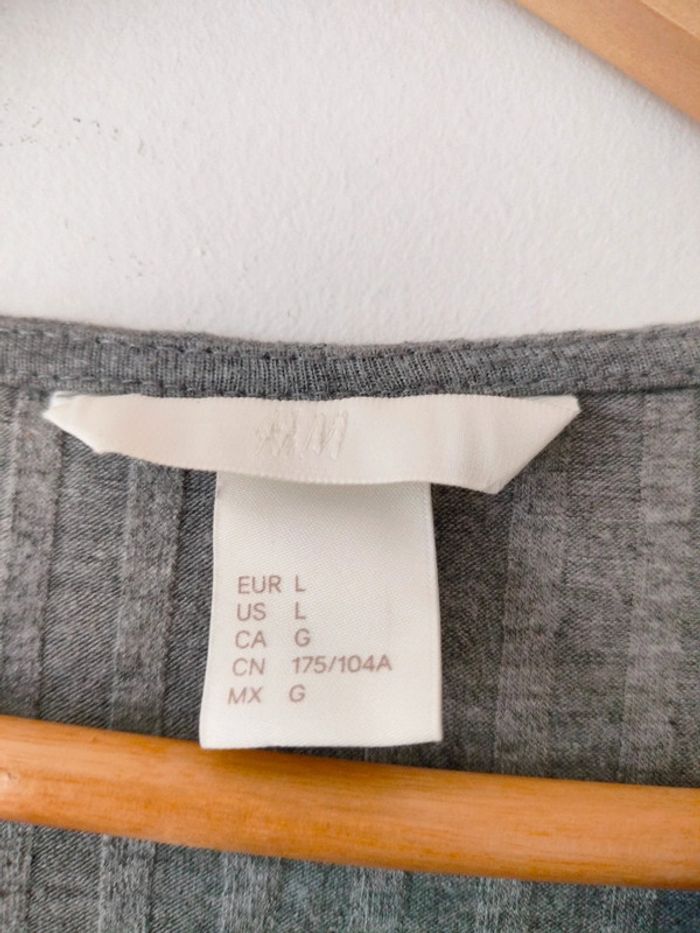 H&M
EUR L
US L
CA G
CN 175/104A
MX G